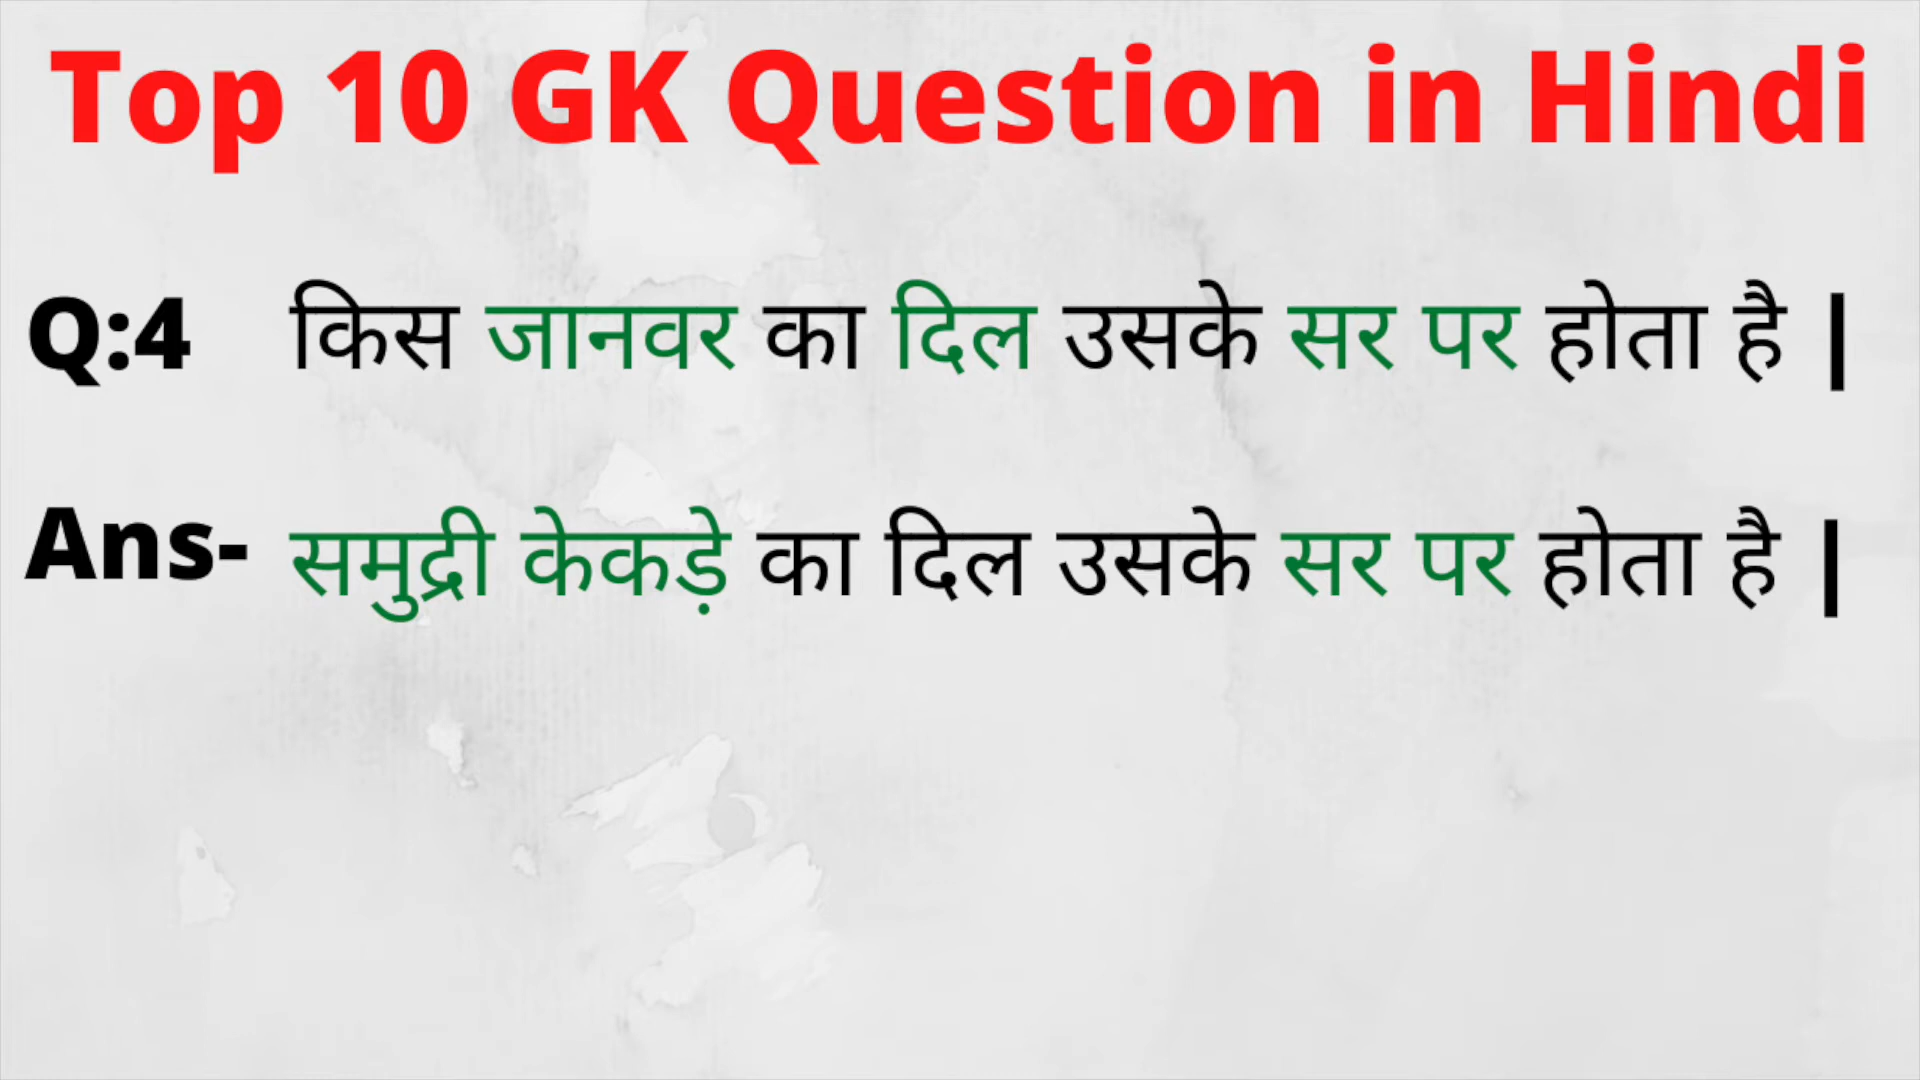 Top 10 GK Question in Hindi
Q:4 किस जानवर का दिल उसके सर पर होता है |
Ans- समुद्री केकड़े का दिल उसके सर पर होता है |